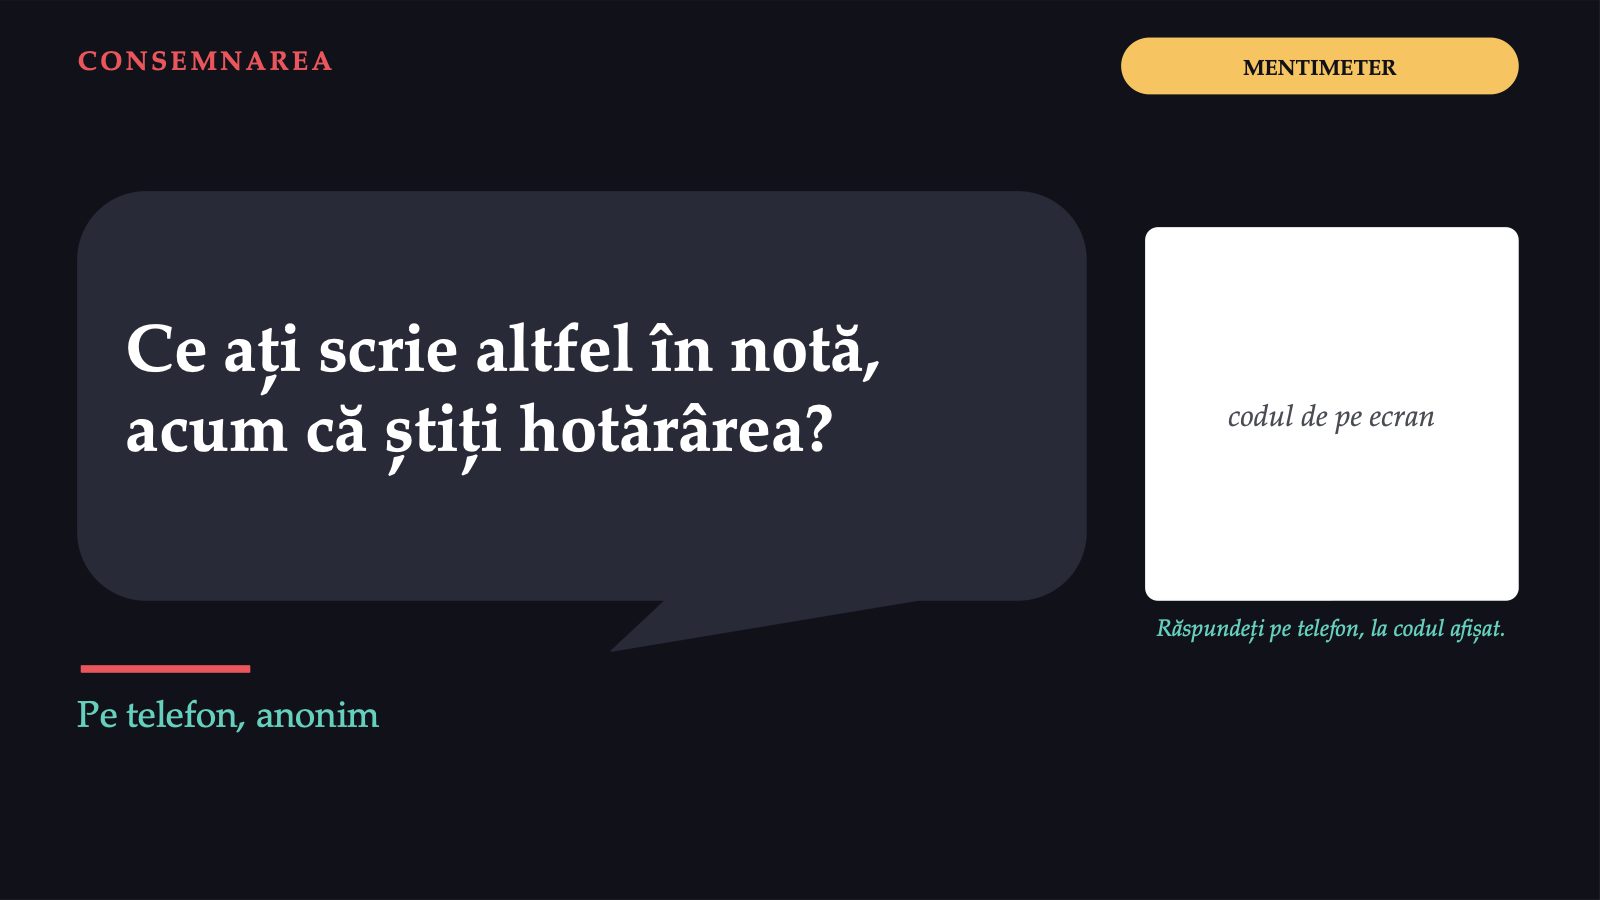 CONSEMNAREA
MENTIMETER
Ce ați scrie altfel în notă,
acum că știți hotărârea?
codul de pe ecran
Răspundeți pe telefon, la codul afișat.
Pe telefon, anonim